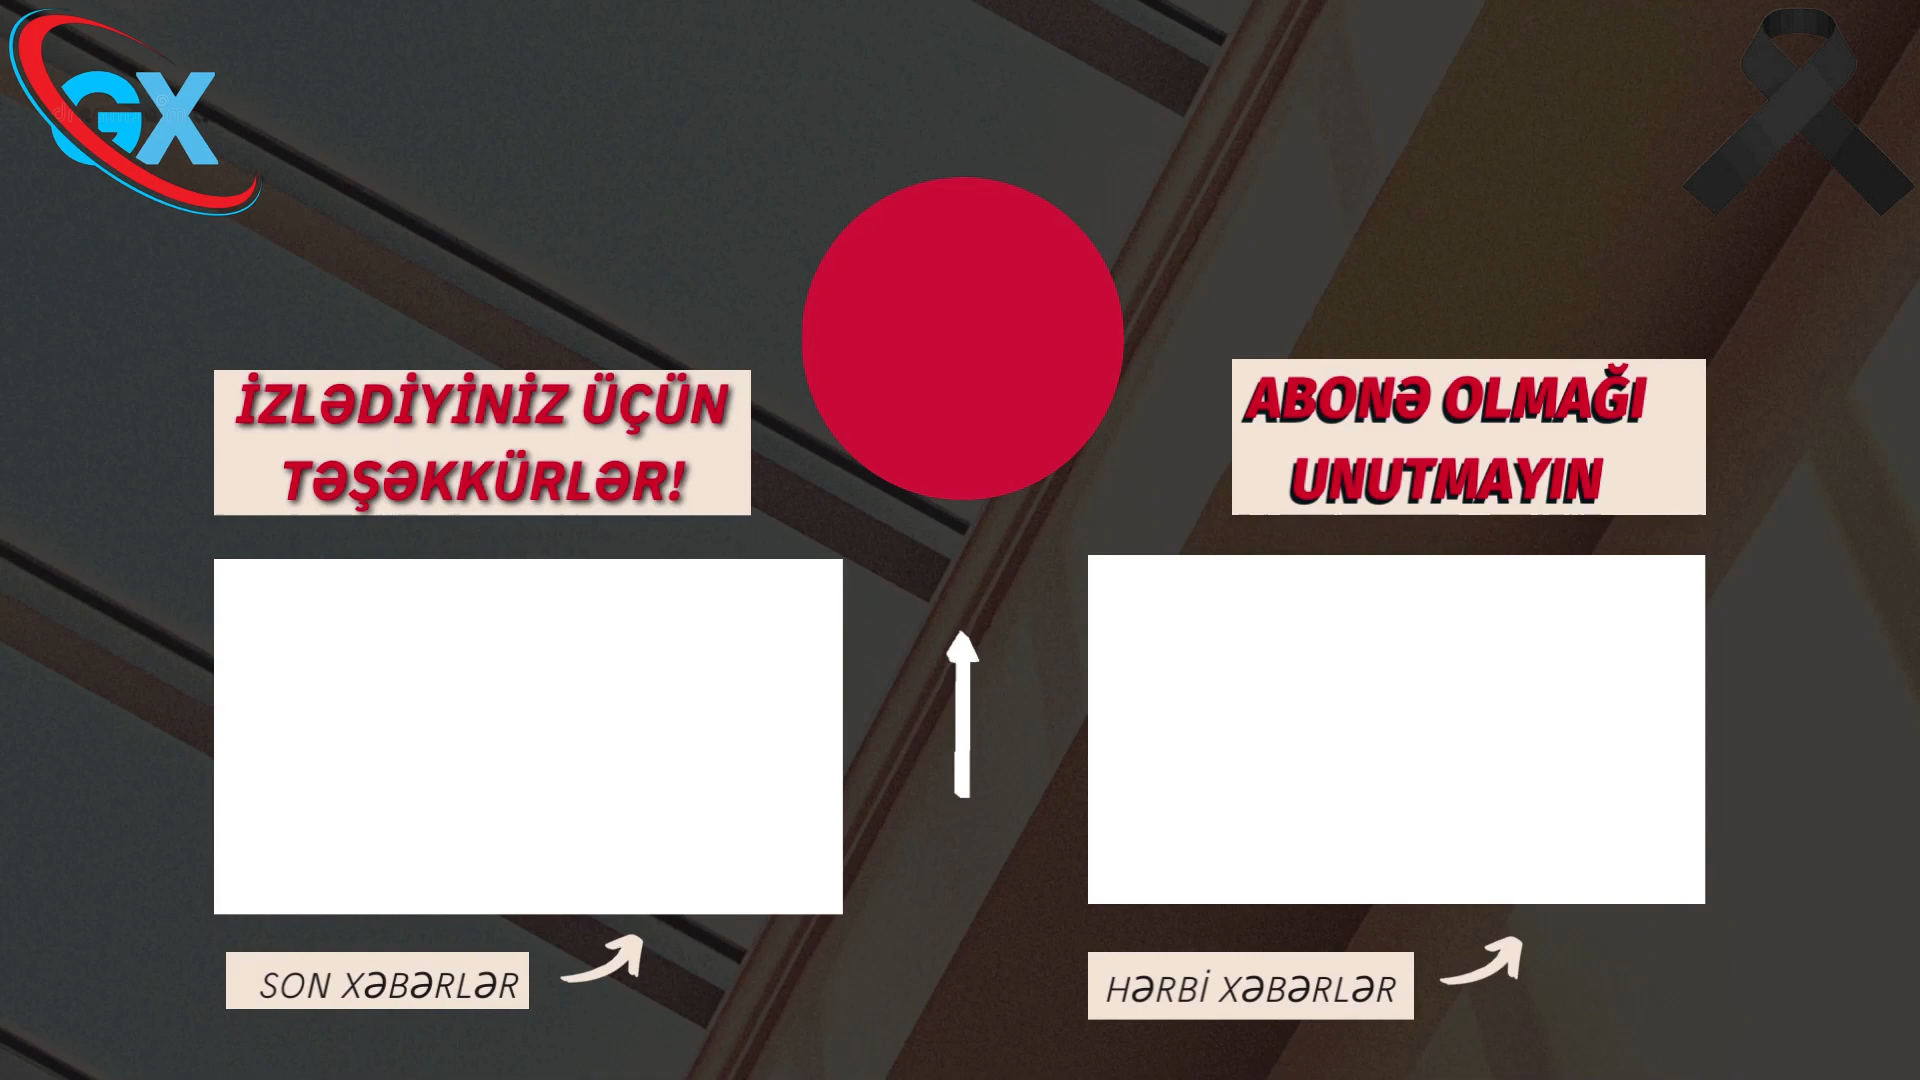 GX
İZLƏDİYİNİZ ÜÇÜN
TƏŞƏKKÜRLƏR!
ABONƏ OLMAĞI
UNUTMAYIN
SON XƏBƏRLƏR
HƏRBİ XƏBƏRLƏR